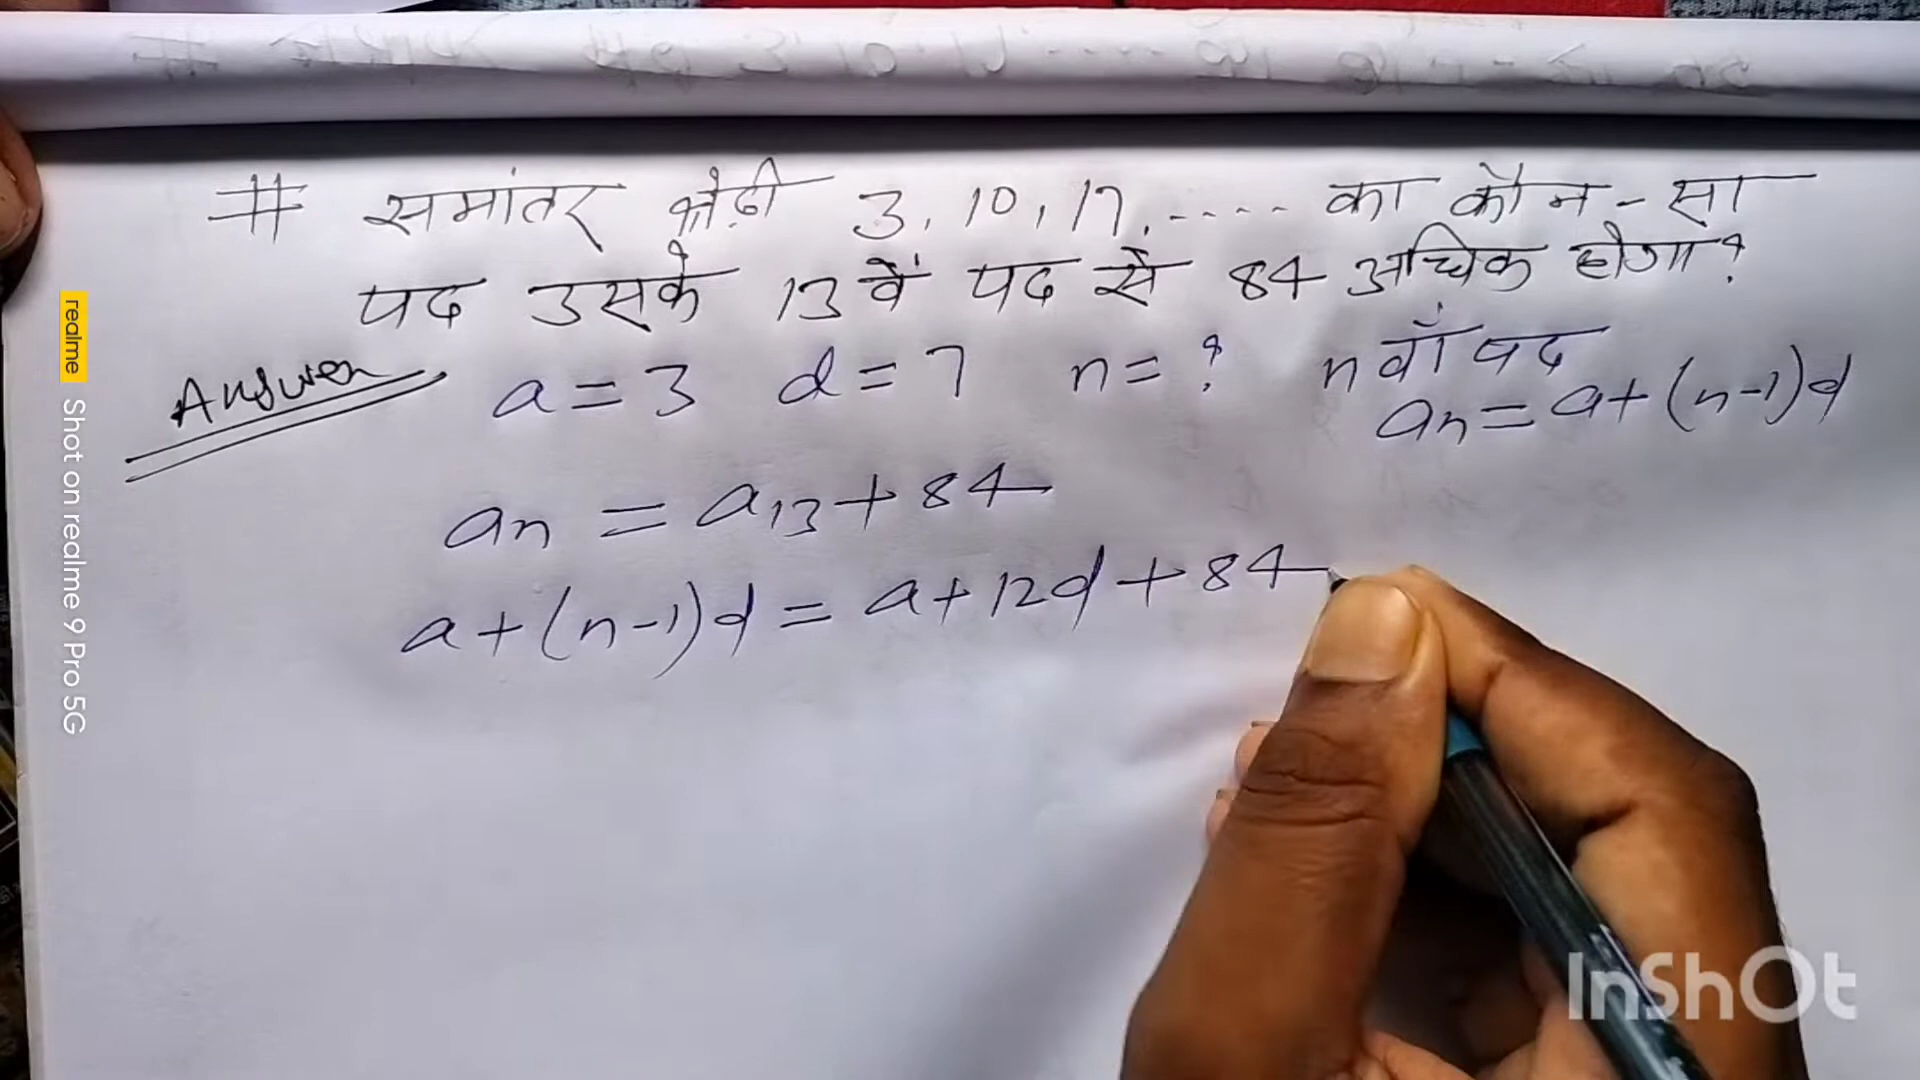 # समांतर श्रेढ़ी 3, 10, 17, .... का कौन-सा
पद उसके 13 वें पद से 84 अधिक होगा?
Answer a = 3 d = 7 n = ? n वाँ पद
an = a + (n-1)d
an = a13 + 84
a + (n-1)d = a + 12d + 84
realme Shot on realme 9 Pro 5G
InShOt